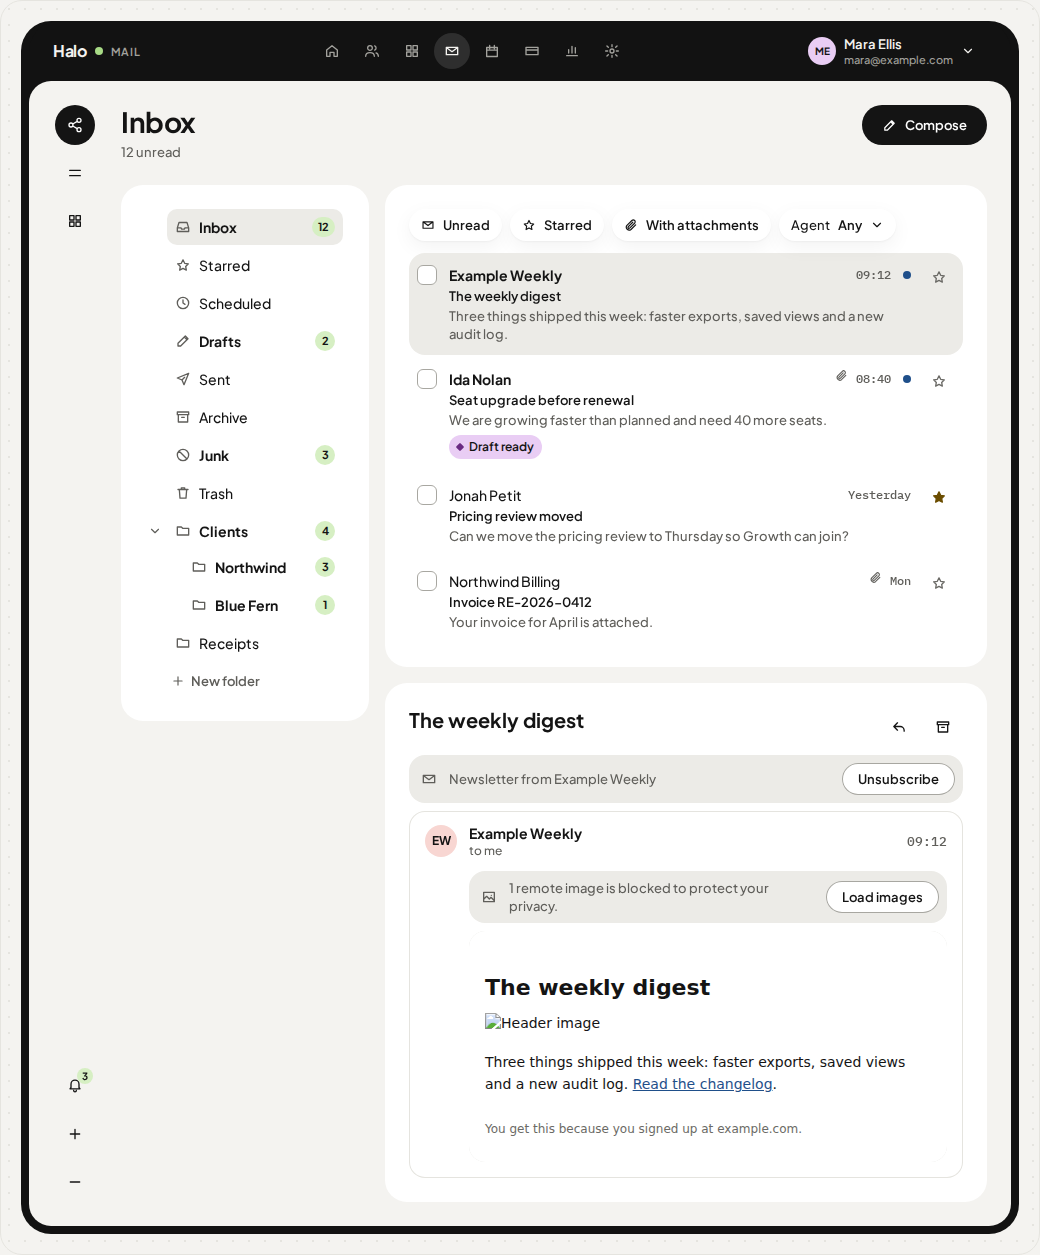 Halo MAIL
ME Mara Ellis
mara@example.com
Inbox
12 unread
Compose
Inbox 12
Starred
Scheduled
Drafts 2
Sent
Archive
Junk 3
Trash
Clients 4
Northwind 3
Blue Fern 1
Receipts
New folder
Unread Starred With attachments Agent Any
Example Weekly 09:12
The weekly digest
Three things shipped this week: faster exports, saved views and a new
audit log.
Ida Nolan 08:40
Seat upgrade before renewal
We are growing faster than planned and need 40 more seats.
Draft ready
Jonah Petit Yesterday
Pricing review moved
Can we move the pricing review to Thursday so Growth can join?
Northwind Billing Mon
Invoice RE-2026-0412
Your invoice for April is attached.
The weekly digest
Newsletter from Example Weekly Unsubscribe
EW Example Weekly 09:12
to me
1 remote image is blocked to protect your
privacy.
Load images
The weekly digest
Header image
Three things shipped this week: faster exports, saved views
and a new audit log. Read the changelog.
You get this because you signed up at example.com.
3